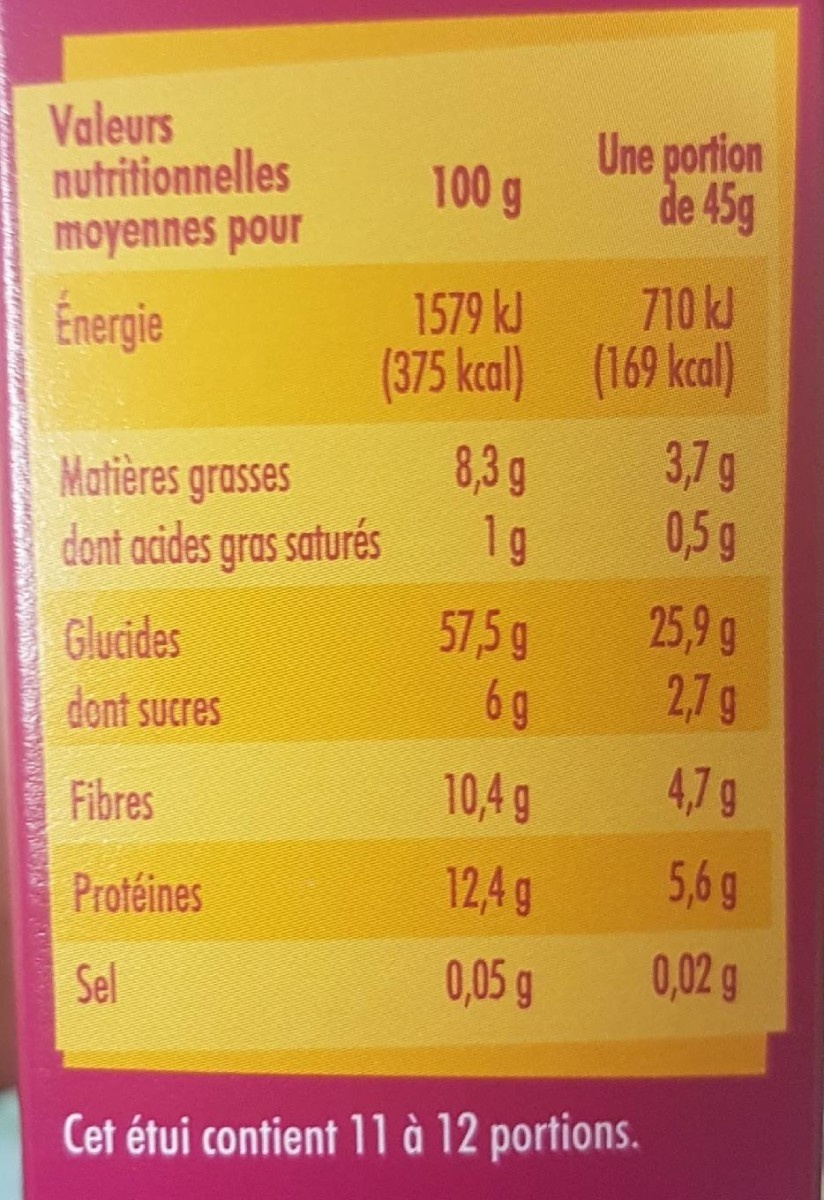 Valeurs
nutritionnelles
moyennes pour
100 g
Une portion
de 45g
Énergie 1579 kJ 710 kJ
(375 kcal) (169 kcal)
Matières grasses 8,3 g 3,7 g
dont acides gras saturés 1 g 0,5 g
Glucides 57,5 g 25,9 g
dont sucres 6 g 2,7 g
Fibres 10,4 g 4,7 g
Protéines 12,4 g 5,6 g
Sel 0,05 g 0,02 g
Cet étui contient 11 à 12 portions.